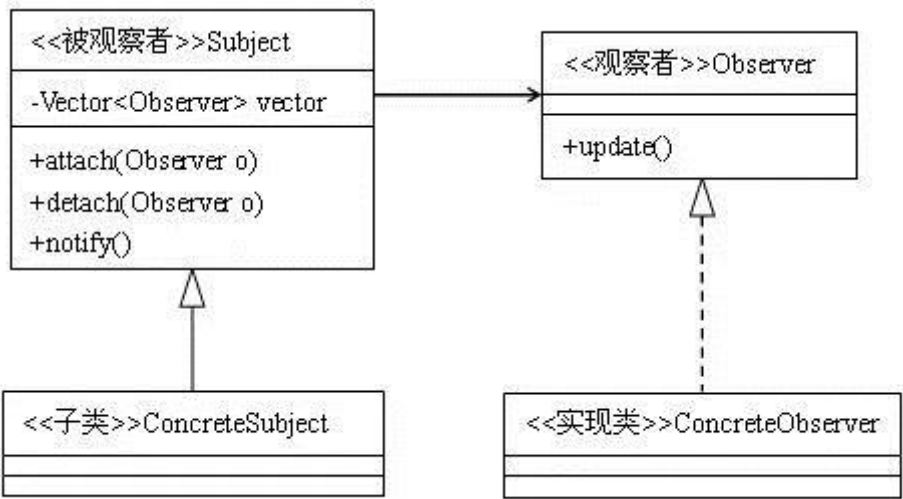 <<被观察者>>Subject
-Vector<Observer> vector
+attach(Observer o)
+detach(Observer o)
+notify()
<<观察者>>Observer
+update()
<<子类>>ConcreteSubject
<<实现类>>ConcreteObserver